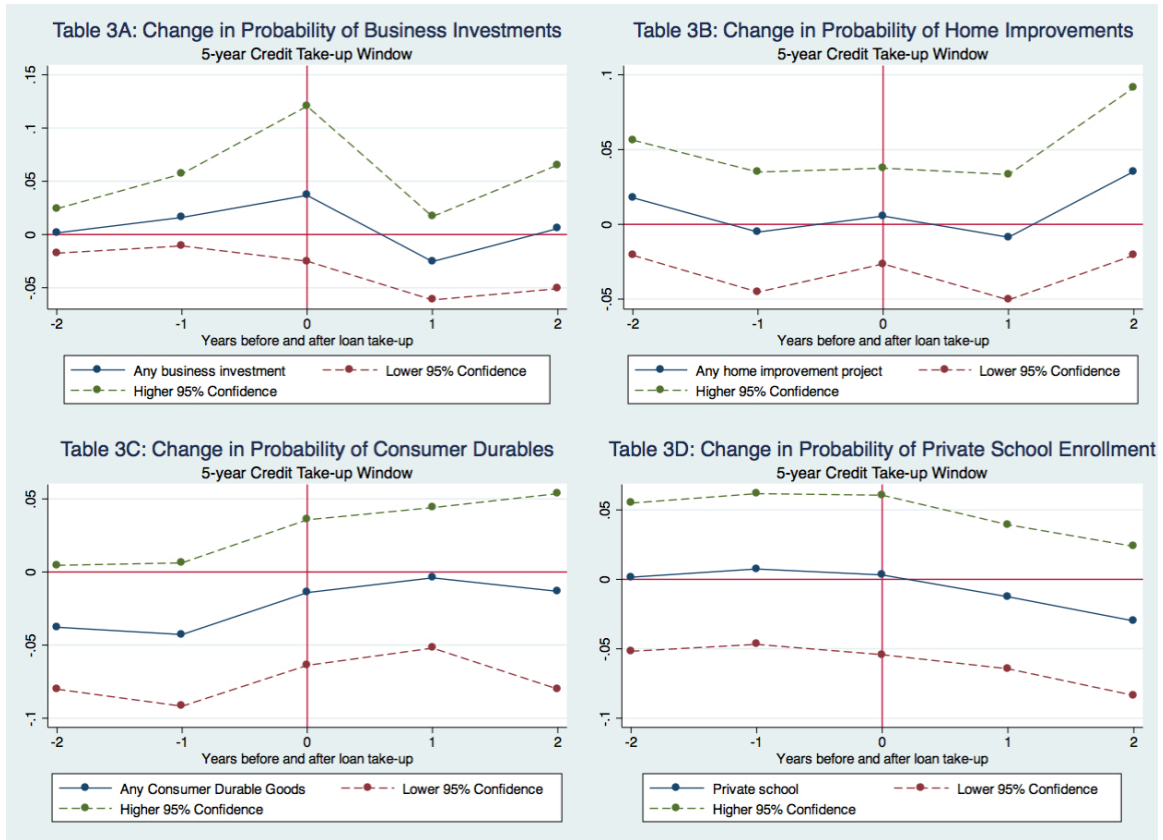 Table 3A: Change in Probability of Business Investments
5-year Credit Take-up Window
.15
.1
.05
0
-.05
-2
-1
0
1
2
Years before and after loan take-up
Any business investment
Lower 95% Confidence
Higher 95% Confidence
Table 3B: Change in Probability of Home Improvements
5-year Credit Take-up Window
.1
.05
0
-.05
-2
-1
0
1
2
Years before and after loan take-up
Any home improvement project
Lower 95% Confidence
Higher 95% Confidence
Table 3C: Change in Probability of Consumer Durables
5-year Credit Take-up Window
.05
0
-.05
-.1
-2
-1
0
1
2
Years before and after loan take-up
Any Consumer Durable Goods
Lower 95% Confidence
Higher 95% Confidence
Table 3D: Change in Probability of Private School Enrollment
5-year Credit Take-up Window
.05
0
-.05
-.1
-2
-1
0
1
2
Years before and after loan take-up
Private school
Lower 95% Confidence
Higher 95% Confidence